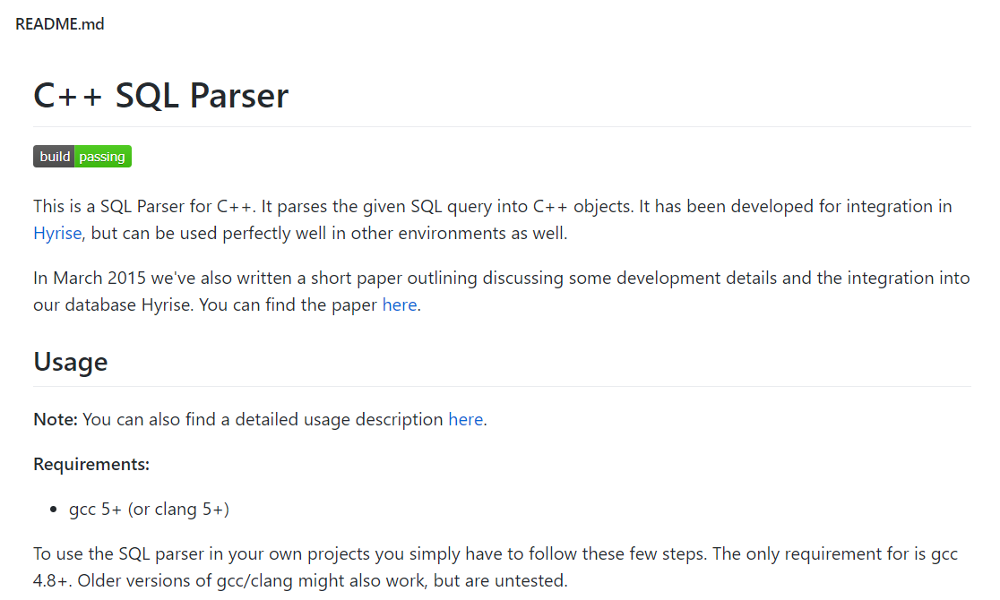 README.md
C++ SQL Parser
build passing
This is a SQL Parser for C++. It parses the given SQL query into C++ objects. It has been developed for integration in
Hyrise, but can be used perfectly well in other environments as well.
In March 2015 we've also written a short paper outlining discussing some development details and the integration into
our database Hyrise. You can find the paper here.
Usage
Note: You can also find a detailed usage description here.
Requirements:
• gcc 5+ (or clang 5+)
To use the SQL parser in your own projects you simply have to follow these few steps. The only requirement for is gcc
4.8+. Older versions of gcc/clang might also work, but are untested.